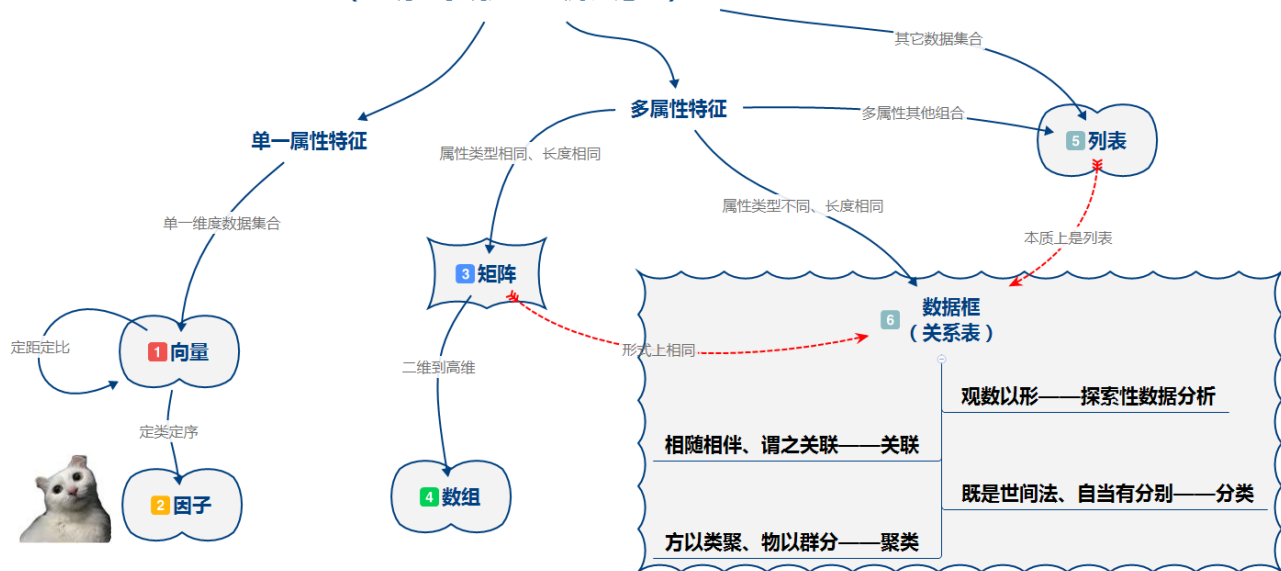 其它数据集合
多属性特征
多属性其他组合
5 列表
单一属性特征
属性类型相同、长度相同
属性类型不同、长度相同
单一维度数据集合
本质上是列表
3 矩阵
6 数据框
（关系表）
定距定比
1 向量
形式上相同
二维到高维
观数以形——探索性数据分析
定类定序
相随相伴、谓之关联——关联
2 因子
4 数组
既是世间法、自当有分别——分类
方以类聚、物以群分——聚类